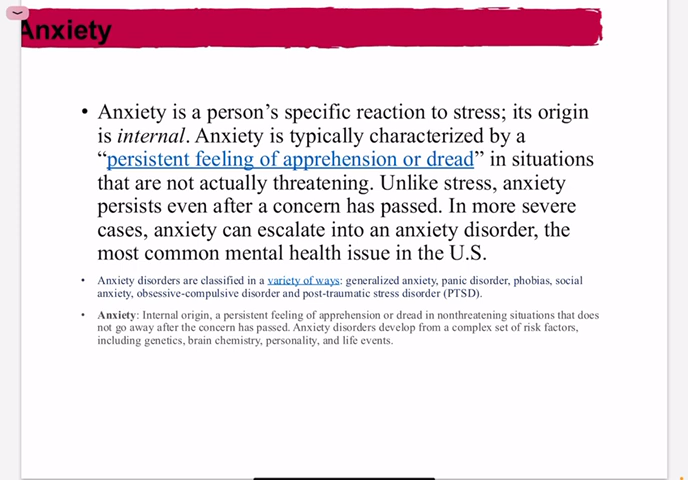 Anxiety
• Anxiety is a person’s specific reaction to stress; its origin
is internal. Anxiety is typically characterized by a
“persistent feeling of apprehension or dread” in situations
that are not actually threatening. Unlike stress, anxiety
persists even after a concern has passed. In more severe
cases, anxiety can escalate into an anxiety disorder, the
most common mental health issue in the U.S.
• Anxiety disorders are classified in a variety of ways: generalized anxiety, panic disorder, phobias, social
anxiety, obsessive-compulsive disorder and post-traumatic stress disorder (PTSD).
• Anxiety: Internal origin, a persistent feeling of apprehension or dread in nonthreatening situations that does
not go away after the concern has passed. Anxiety disorders develop from a complex set of risk factors,
including genetics, brain chemistry, personality, and life events.